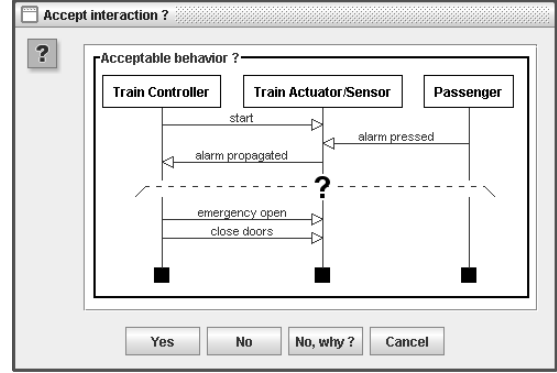 Accept interaction ?
?
Acceptable behavior ?
Train Controller Train Actuator/Sensor Passenger
start
alarm pressed
alarm propagated
?
emergency open
close doors
Yes No No, why ? Cancel